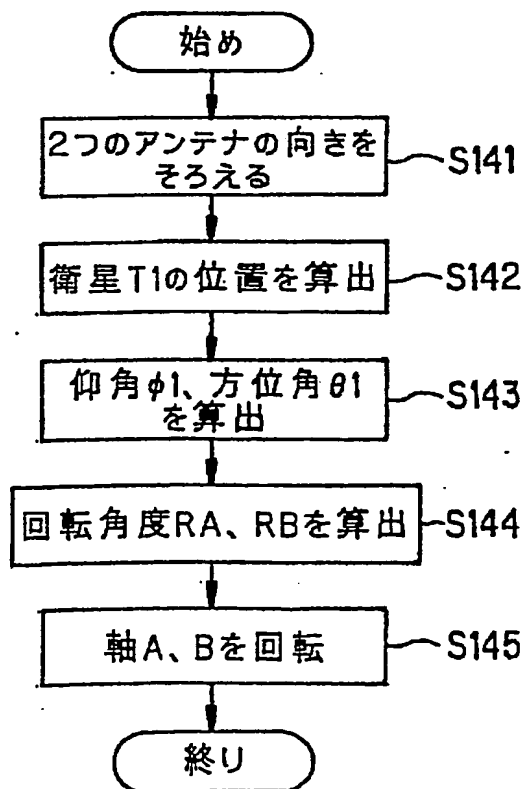 始め
2つのアンテナの向きを
そろえる
S141
衛星T1の位置を算出
S142
仰角φ1、方位角θ1
を算出
S143
回転角度RA、RBを算出
S144
軸A、Bを回転
S145
終り